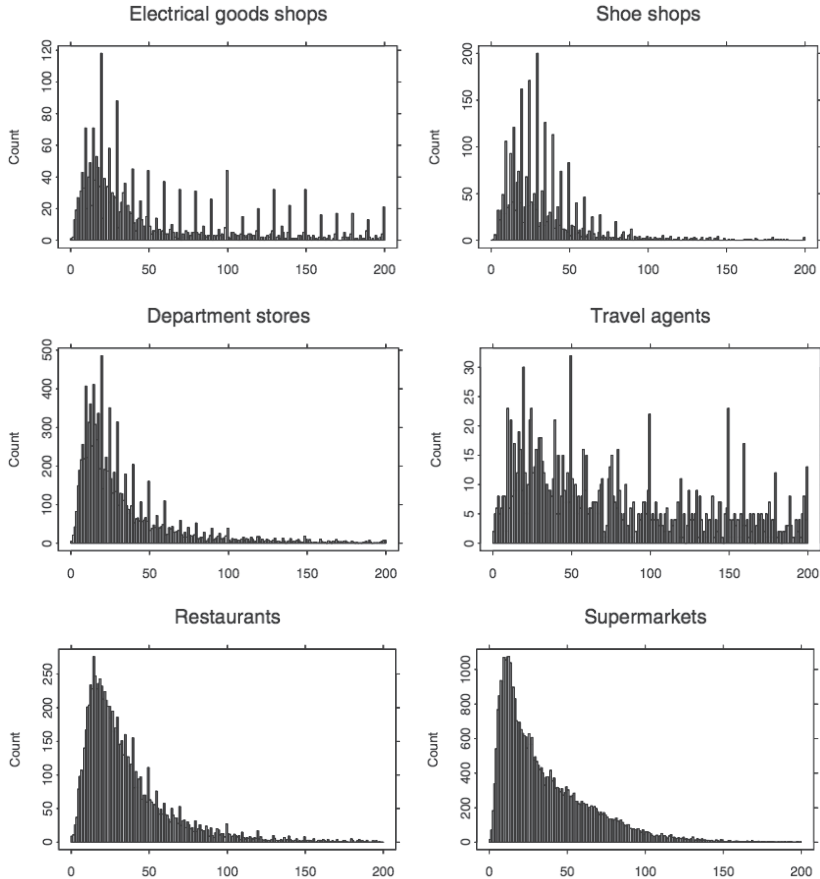 Electrical goods shops
Count
0 20 40 60 80 100 120
0 50 100 150 200
Shoe shops
Count
0 50 100 150 200
0 50 100 150 200
Department stores
Count
0 100 200 300 400 500
0 50 100 150 200
Travel agents
Count
0 5 10 15 20 25 30
0 50 100 150 200
Restaurants
Count
0 50 100 150 200 250
0 50 100 150 200
Supermarkets
Count
0 200 400 600 800 1000
0 50 100 150 200